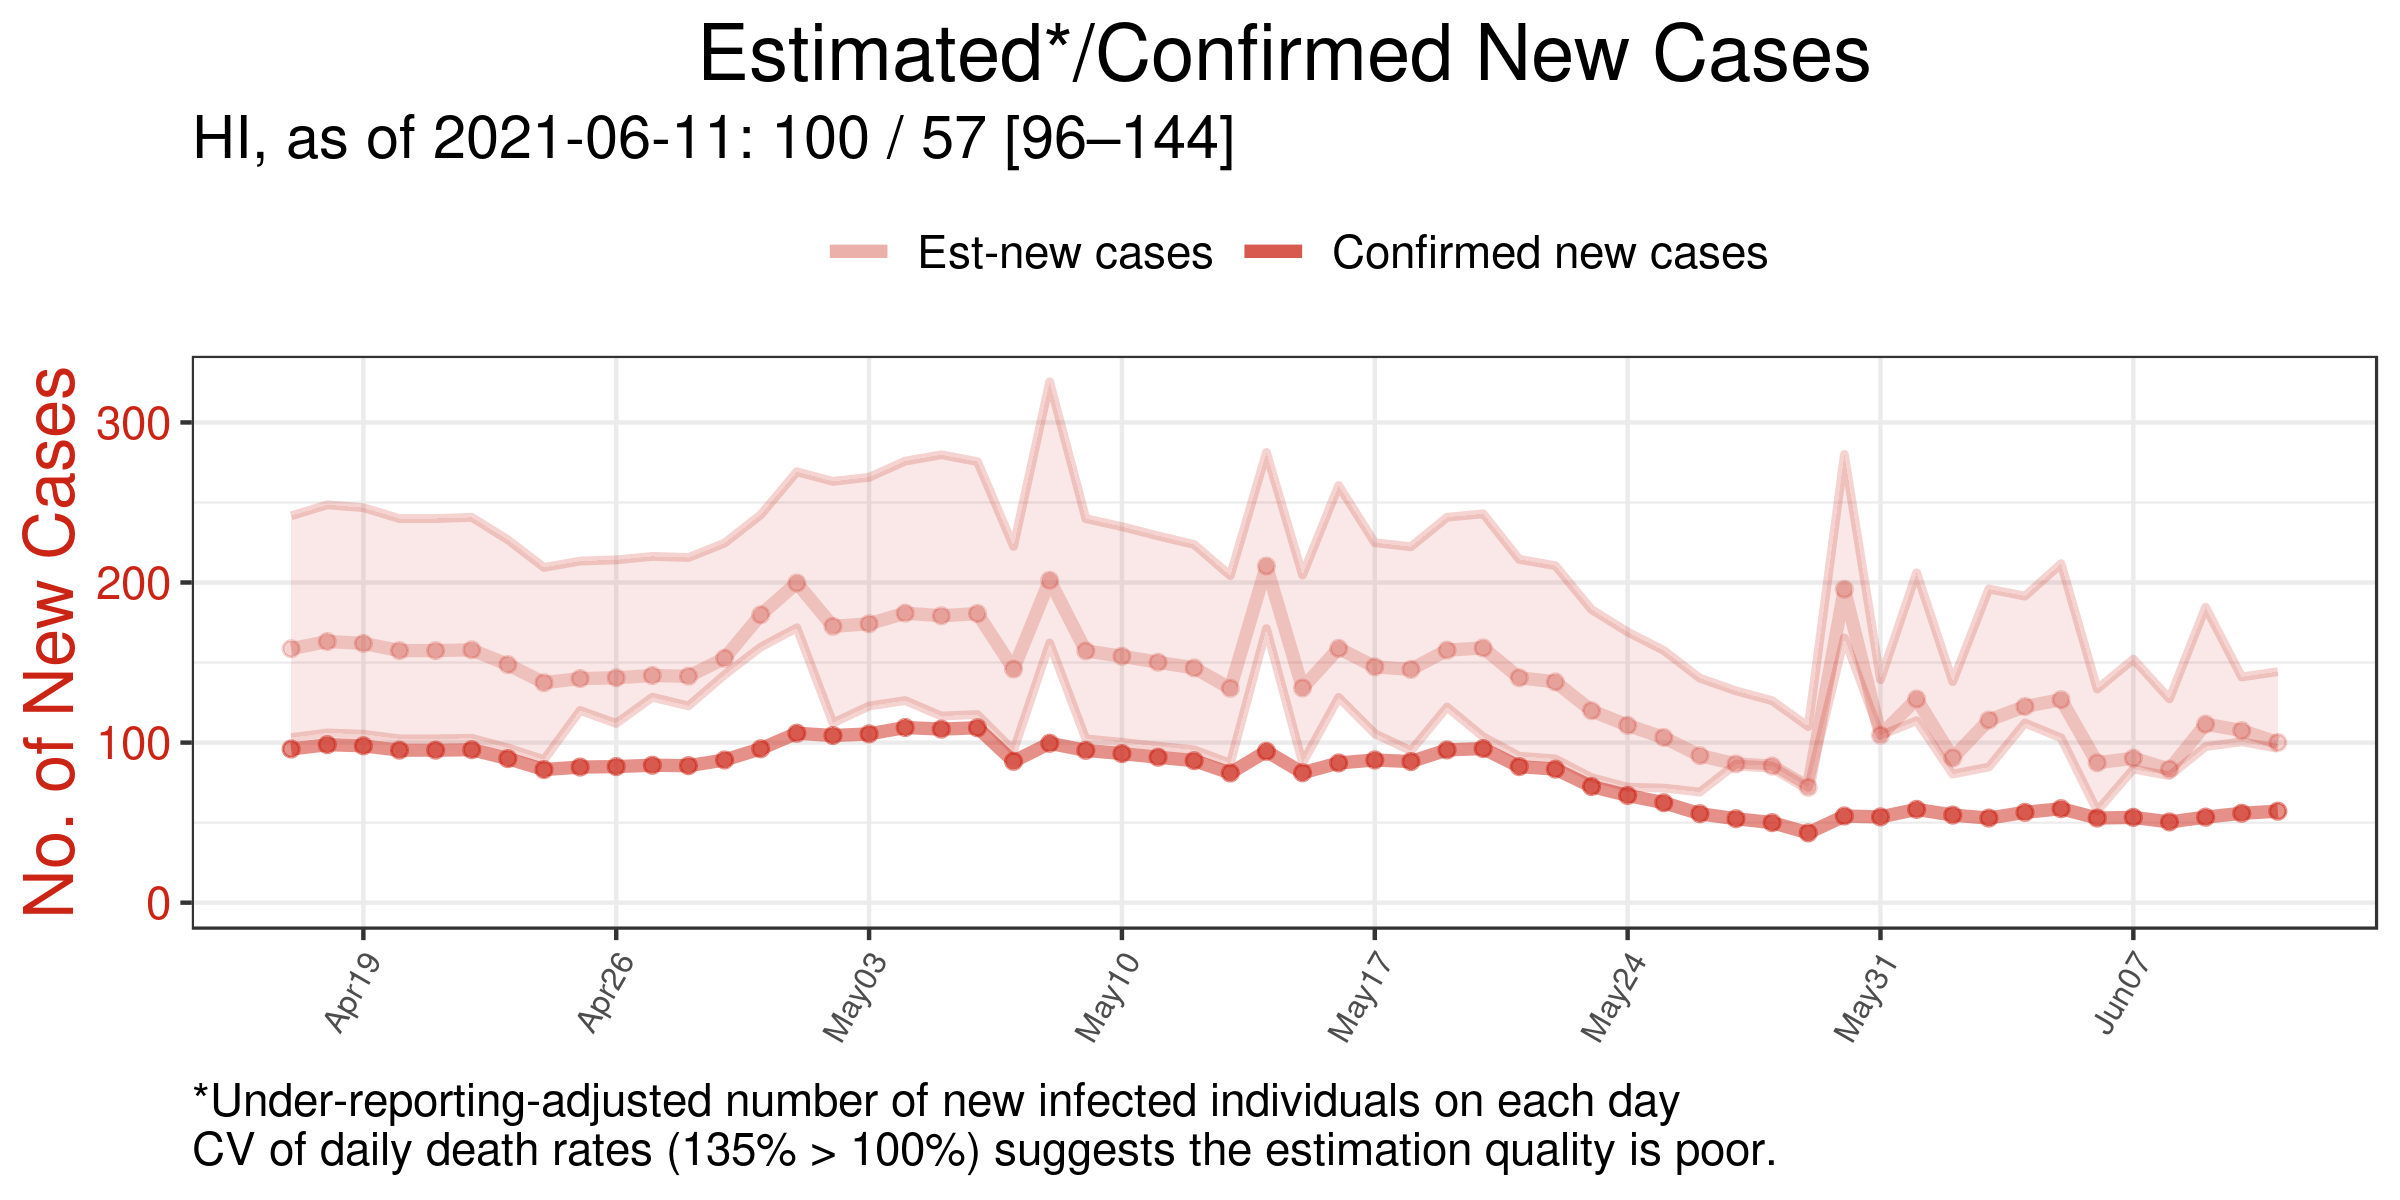 Estimated*/Confirmed New Cases
HI, as of 2021-06-11: 100 / 57 [96–144]
Est-new cases
Confirmed new cases
No. of New Cases
300
200
100
0
Apr19
Apr26
May03
May10
May17
May24
May31
Jun07
*Under-reporting-adjusted number of new infected individuals on each day
CV of daily death rates (135% > 100%) suggests the estimation quality is poor.